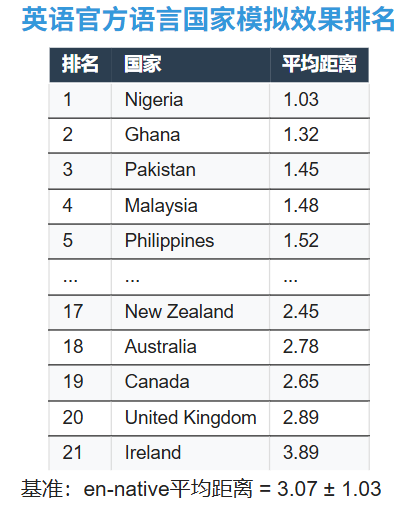 英语官方语言国家模拟效果排名
排名 国家 平均距离
1 Nigeria 1.03
2 Ghana 1.32
3 Pakistan 1.45
4 Malaysia 1.48
5 Philippines 1.52
... ... ...
17 New Zealand 2.45
18 Australia 2.78
19 Canada 2.65
20 United Kingdom 2.89
21 Ireland 3.89
基准：en-native平均距离 = 3.07 ± 1.03